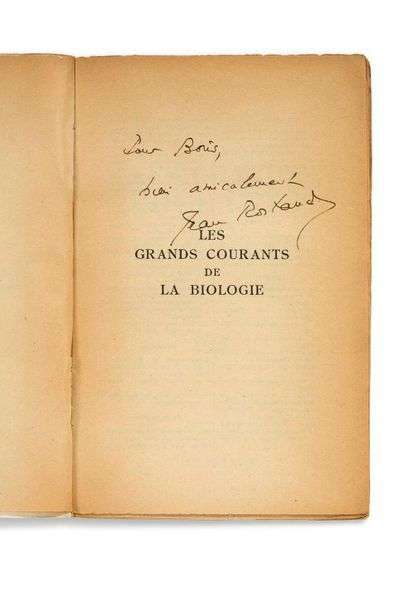 Pour Boris,
bien amicalement
Jean Rostand
LES
GRANDS COURANTS
DE
LA BIOLOGIE